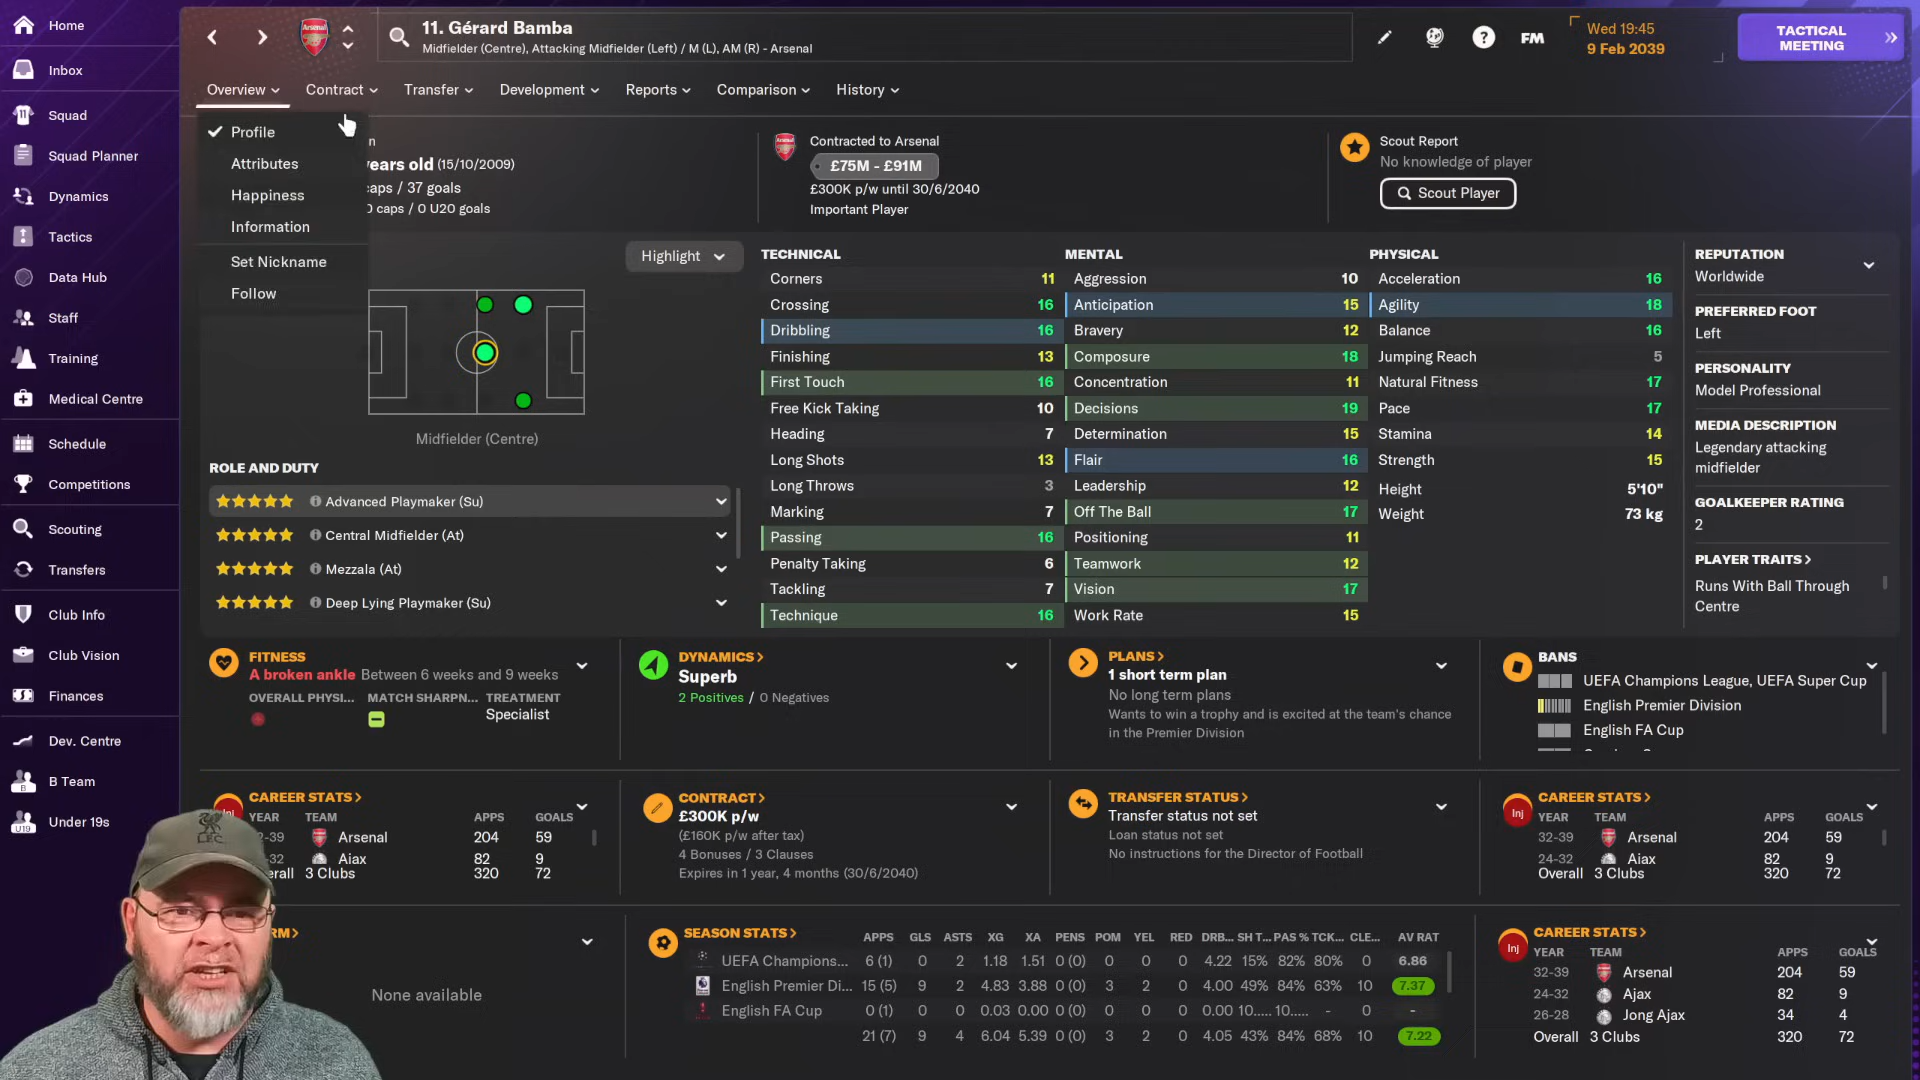 Home
Inbox
Squad
Squad Planner
Dynamics
Tactics
Data Hub
Staff
Training
Medical Centre
Schedule
Competitions
Scouting
Transfers
Club Info
Club Vision
Finances
Dev. Centre
B Team
Under 19s
11. Gérard Bamba
Midfielder (Centre), Attacking Midfielder (Left) / M (L), AM (R) - Arsenal
FM
Wed 19:45
9 Feb 2039
TACTICAL MEETING
Overview Contract Transfer Development Reports Comparison History
Profile
Attributes
Happiness
Information
Set Nickname
Follow
years old (15/10/2009)
caps / 37 goals
0 caps / 0 U20 goals
Contracted to Arsenal
£75M - £91M
£300K p/w until 30/6/2040
Important Player
Scout Report
No knowledge of player
Scout Player
Highlight
Midfielder (Centre)
ROLE AND DUTY
Advanced Playmaker (Su)
Central Midfielder (At)
Mezzala (At)
Deep Lying Playmaker (Su)
TECHNICAL
Corners 11
Crossing 16
Dribbling 16
Finishing 13
First Touch 16
Free Kick Taking 10
Heading 7
Long Shots 13
Long Throws 3
Marking 7
Passing 16
Penalty Taking 6
Tackling 7
Technique 16
MENTAL
Aggression 10
Anticipation 15
Bravery 12
Composure 18
Concentration 11
Decisions 19
Determination 15
Flair 16
Leadership 12
Off The Ball 17
Positioning 11
Teamwork 12
Vision 17
Work Rate 15
PHYSICAL
Acceleration 16
Agility 18
Balance 16
Jumping Reach 5
Natural Fitness 17
Pace 17
Stamina 14
Strength 15
Height 5'10"
Weight 73 kg
REPUTATION
Worldwide
PREFERRED FOOT
Left
PERSONALITY
Model Professional
MEDIA DESCRIPTION
Legendary attacking
midfielder
GOALKEEPER RATING
2
PLAYER TRAITS >
Runs With Ball Through
Centre
FITNESS
A broken ankle Between 6 weeks and 9 weeks
OVERALL PHYSI... MATCH SHARPN... TREATMENT
Specialist
DYNAMICS >
Superb
2 Positives / 0 Negatives
PLANS >
1 short term plan
No long term plans
Wants to win a trophy and is excited at the team's chance
in the Premier Division
BANS
UEFA Champions League, UEFA Super Cup
English Premier Division
English FA Cup
Inj
CAREER STATS >
YEAR TEAM APPS GOALS
2-39 Arsenal 204 59
-32 Ajax 82 9
erall 3 Clubs 320 72
CONTRACT >
£300K p/w
(£160K p/w after tax)
4 Bonuses / 3 Clauses
Expires in 1 year, 4 months (30/6/2040)
TRANSFER STATUS >
Transfer status not set
Loan status not set
No instructions for the Director of Football
Inj
CAREER STATS >
YEAR TEAM APPS GOALS
32-39 Arsenal 204 59
24-32 Ajax 82 9
Overall 3 Clubs 320 72
RM >
None available
SEASON STATS > APPS GLS ASTS XG XA PENS POM YEL RED DRB... SH T... PAS % TCK... CLE... AV RAT
UEFA Champions... 6 (1) 0 2 1.18 1.51 0 (0) 0 0 0 4.22 15% 82% 80% 0 6.86
English Premier Di... 15 (5) 9 2 4.83 3.88 0 (0) 3 2 0 4.00 49% 84% 63% 10 7.37
English FA Cup 0 (1) 0 0 0.03 0.00 0 (0) 0 0 0 0.00 10..... 10..... - 0 -
21 (7) 9 4 6.04 5.39 0 (0) 3 2 0 4.05 43% 84% 68% 10 7.22
Inj
CAREER STATS >
YEAR TEAM APPS GOALS
32-39 Arsenal 204 59
24-32 Ajax 82 9
26-28 Jong Ajax 34 4
Overall 3 Clubs 320 72